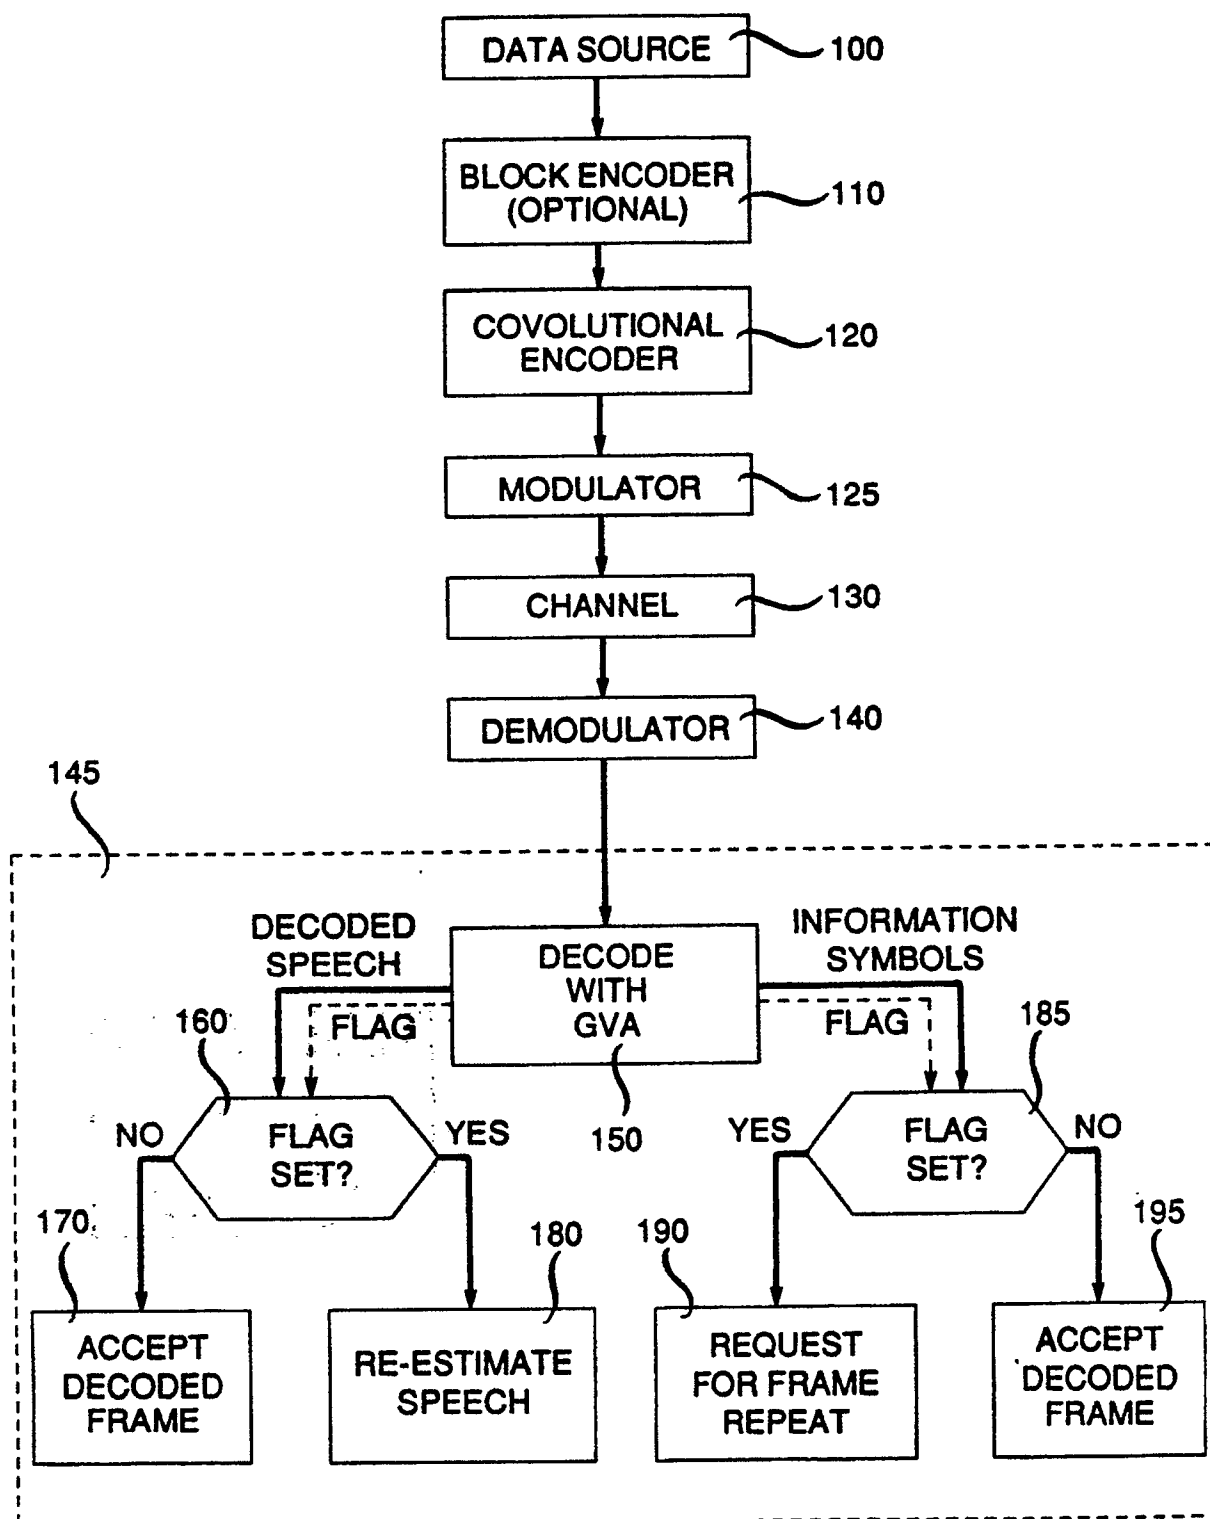 DATA SOURCE
100
BLOCK ENCODER
(OPTIONAL)
110
COVOLUTIONAL
ENCODER
120
MODULATOR
125
CHANNEL
130
DEMODULATOR
140
145
DECODED
SPEECH
FLAG
DECODE
WITH
GVA
150
INFORMATION
SYMBOLS
FLAG
160
NO
FLAG
SET?
YES
185
YES
FLAG
SET?
NO
170
ACCEPT
DECODED
FRAME
180
RE-ESTIMATE
SPEECH
190
REQUEST
FOR FRAME
REPEAT
195
ACCEPT
DECODED
FRAME